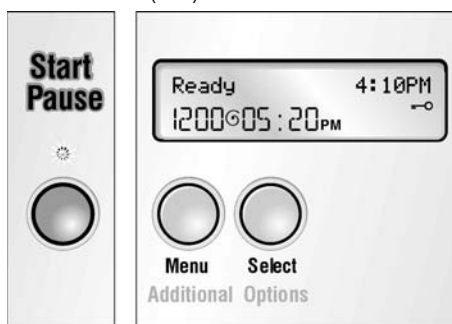 Start
Pause
Ready 4:10PM
1200 05:20PM
Menu Select
Additional Options